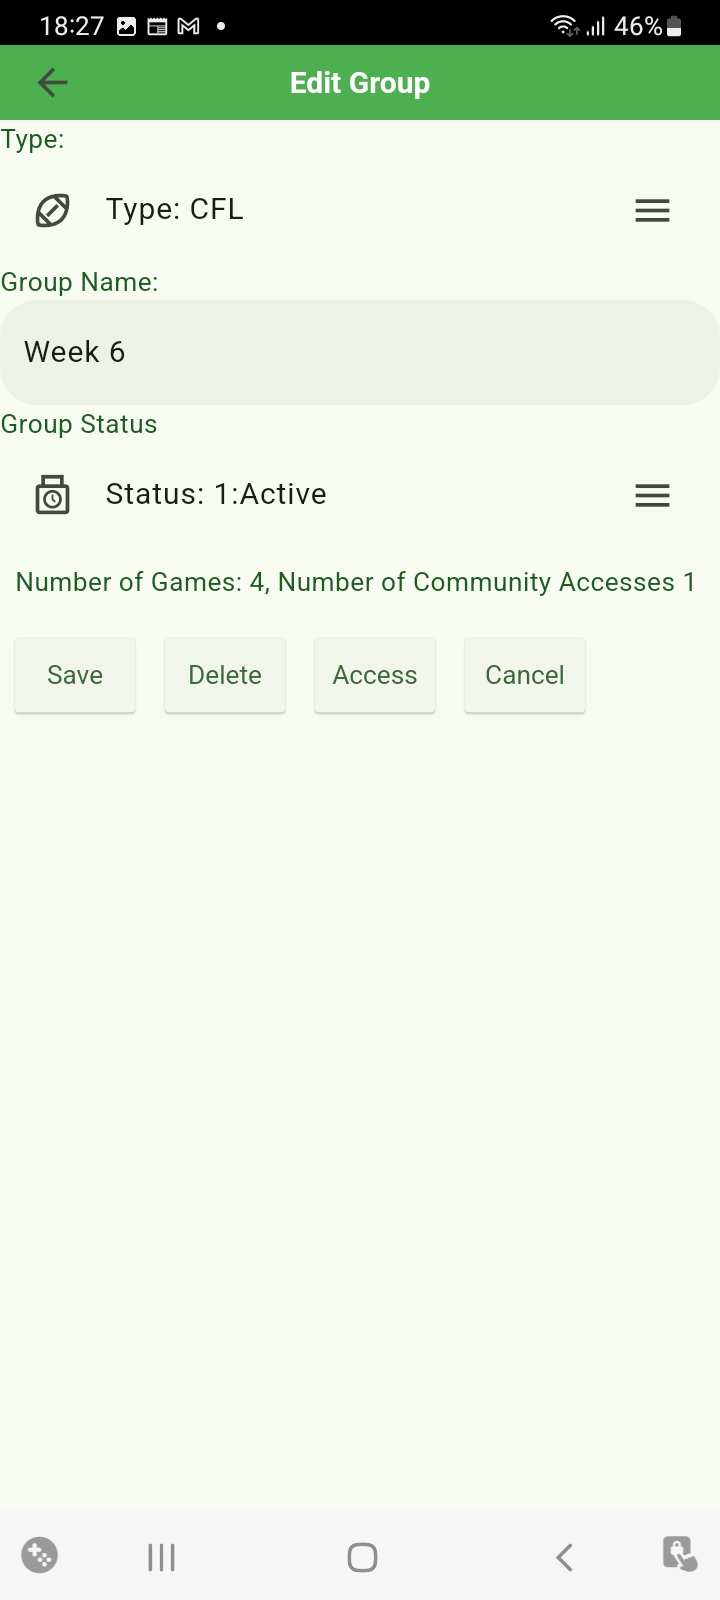 18:27 46%
Edit Group
Type:
Type: CFL
Group Name:
Week 6
Group Status
Status: 1:Active
Number of Games: 4, Number of Community Accesses 1
Save Delete Access Cancel